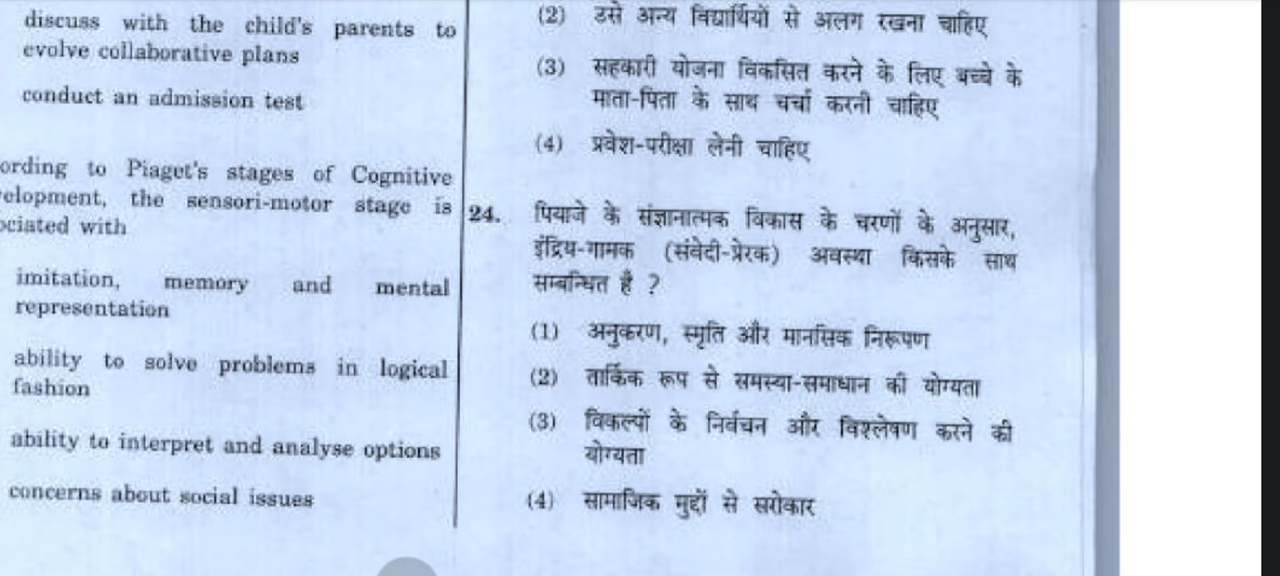 discuss with the child's parents to
evolve collaborative plans
conduct an admission test
ording to Piaget's stages of Cognitive
elopment, the sensori-motor stage is
ociated with
imitation, memory and mental
representation
ability to solve problems in logical
fashion
ability to interpret and analyse options
concerns about social issues
(2) उसे अन्य विद्यार्थियों से अलग रखना चाहिए
(3) सहकारी योजना विकसित करने के लिए बच्चे के
माता-पिता के साथ चर्चा करनी चाहिए
(4) प्रवेश-परीक्षा लेनी चाहिए
24. पियाजे के संज्ञानात्मक विकास के चरणों के अनुसार,
इंद्रिय-गामक (संवेदी-प्रेरक) अवस्था किसके साथ
सम्बन्धित है ?
(1) अनुकरण, स्मृति और मानसिक निरूपण
(2) तार्किक रूप से समस्या-समाधान की योग्यता
(3) विकल्पों के निर्वचन और विश्लेषण करने की
योग्यता
(4) सामाजिक मुद्दों से सरोकार